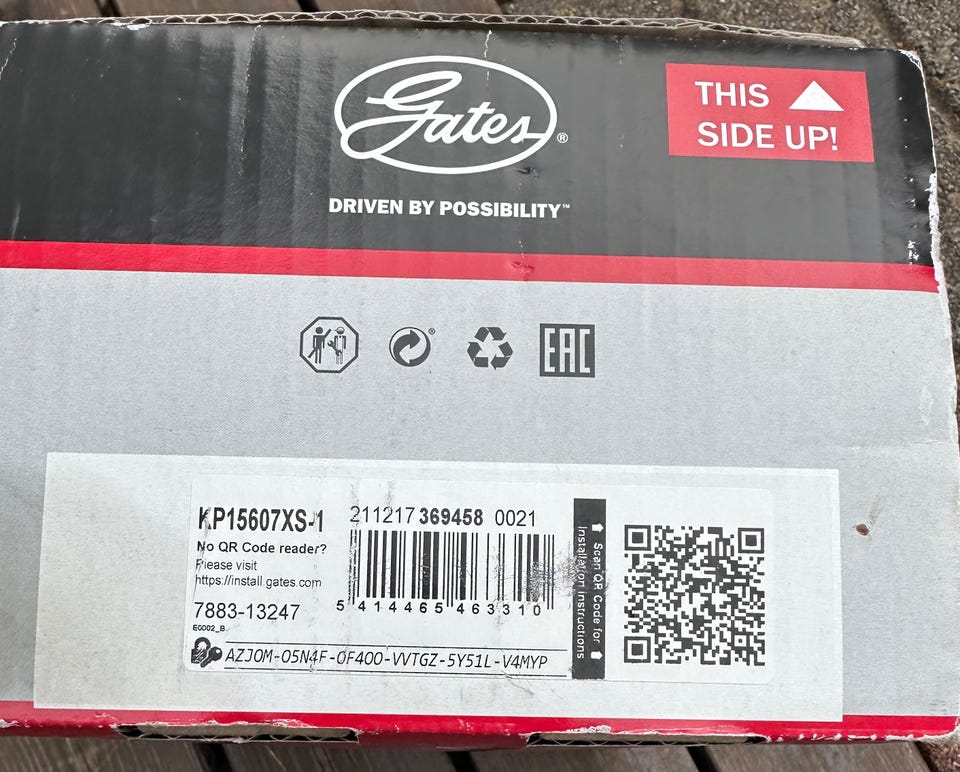 Gates®
DRIVEN BY POSSIBILITY™
THIS
SIDE UP!
EAC
KP15607XS-1
211217 369458 0021
No QR Code reader?
Please visit
https://install.gates.com
5 414465 463310
7883-13247
E0002_B
AZJOM-O5N4F-OF4OO-VVTGZ-5Y51L-V4MYP
Scan QR Code for
Installation Instructions